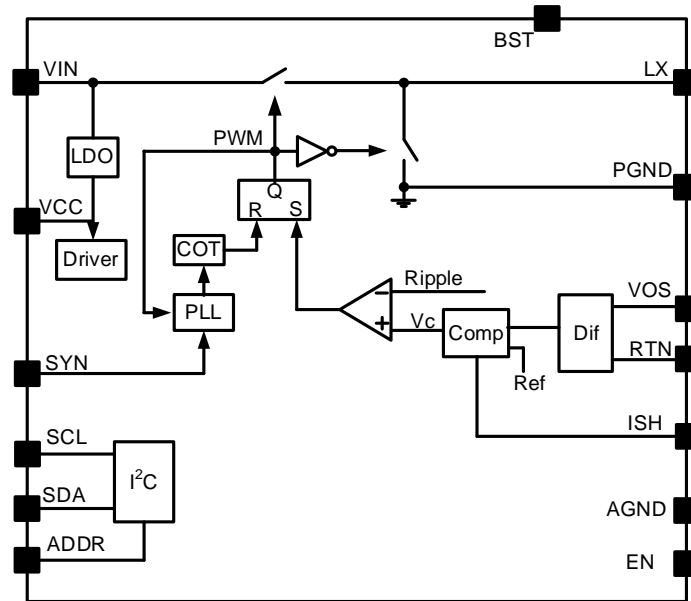 BST
VIN
LX
PWM
LDO
PGND
Q
R S
VCC
COT
Driver
Ripple
VOS
PLL
−
+
Vc
Comp
Dif
RTN
SYN
Ref
ISH
SCL
I²C
SDA
AGND
ADDR
EN